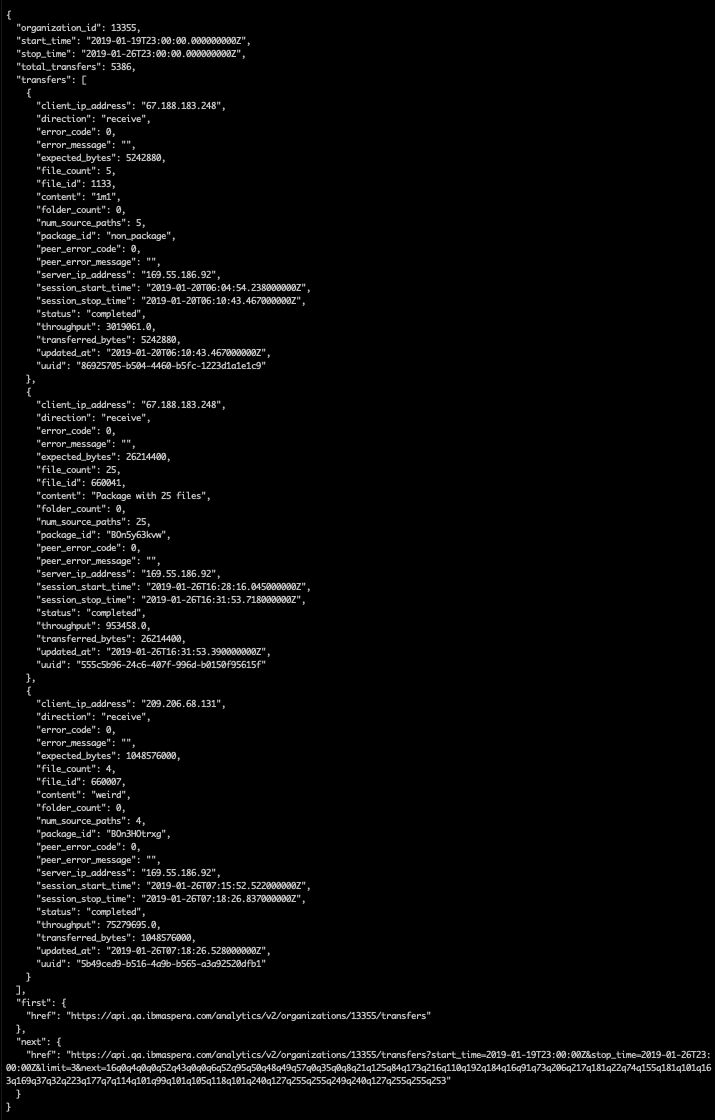 {
"organization_id": 13355,
"start_time": "2019-01-19T23:00:00.000000000Z",
"stop_time": "2019-01-26T23:00:00.000000000Z",
"total_transfers": 5386,
"transfers": [
{
"client_ip_address": "67.188.183.248",
"direction": "receive",
"error_code": 0,
"error_message": "",
"expected_bytes": 5242880,
"file_count": 5,
"file_id": 1133,
"content": "1m1",
"folder_count": 0,
"num_source_paths": 5,
"package_id": "non_package",
"peer_error_code": 0,
"peer_error_message": "",
"server_ip_address": "169.55.186.92",
"session_start_time": "2019-01-20T06:04:54.238000000Z",
"session_stop_time": "2019-01-20T06:10:43.467000000Z",
"status": "completed",
"throughput": 3019061.0,
"transferred_bytes": 5242880,
"updated_at": "2019-01-20T06:10:43.467000000Z",
"uuid": "86925705-b504-4460-b5fc-1223d1a1e1c9"
},
{
"client_ip_address": "67.188.183.248",
"direction": "receive",
"error_code": 0,
"error_message": "",
"expected_bytes": 26214400,
"file_count": 25,
"file_id": 660041,
"content": "Package with 25 files",
"folder_count": 0,
"num_source_paths": 25,
"package_id": "BOn5y63kvw",
"peer_error_code": 0,
"peer_error_message": "",
"server_ip_address": "169.55.186.92",
"session_start_time": "2019-01-26T16:28:16.045000000Z",
"session_stop_time": "2019-01-26T16:31:53.718000000Z",
"status": "completed",
"throughput": 953458.0,
"transferred_bytes": 26214400,
"updated_at": "2019-01-26T16:31:53.390000000Z",
"uuid": "555c5b96-24c6-407f-996d-b0150f95615f"
},
{
"client_ip_address": "209.206.68.131",
"direction": "receive",
"error_code": 0,
"error_message": "",
"expected_bytes": 1048576000,
"file_count": 4,
"file_id": 660007,
"content": "weird",
"folder_count": 0,
"num_source_paths": 4,
"package_id": "BOn3HOtrxg",
"peer_error_code": 0,
"peer_error_message": "",
"server_ip_address": "169.55.186.92",
"session_start_time": "2019-01-26T07:15:52.522000000Z",
"session_stop_time": "2019-01-26T07:18:26.837000000Z",
"status": "completed",
"throughput": 75279695.0,
"transferred_bytes": 1048576000,
"updated_at": "2019-01-26T07:18:26.528000000Z",
"uuid": "5b49ced9-b516-4a9b-b565-a3a92520dfb1"
}
],
"first": {
"href": "https://api.qa.ibmaspera.com/analytics/v2/organizations/13355/transfers"
},
"next": {
"href": "https://api.qa.ibmaspera.com/analytics/v2/organizations/13355/transfers?start_time=2019-01-19T23:00:00Z&stop_time=2019-01-26T23:
00:00Z&limit=3&next=16q0q4q0q0q52q43q0q0q6q52q95q50q48q49q57q0q35q0q8q21q125q84q173q216q110q192q184q16q91q73q206q217q181q22q74q155q181q101q16
3q169q37q32q223q177q7q114q101q99q101q105q118q101q240q127q255q255q249q240q127q255q255q253"
}
}